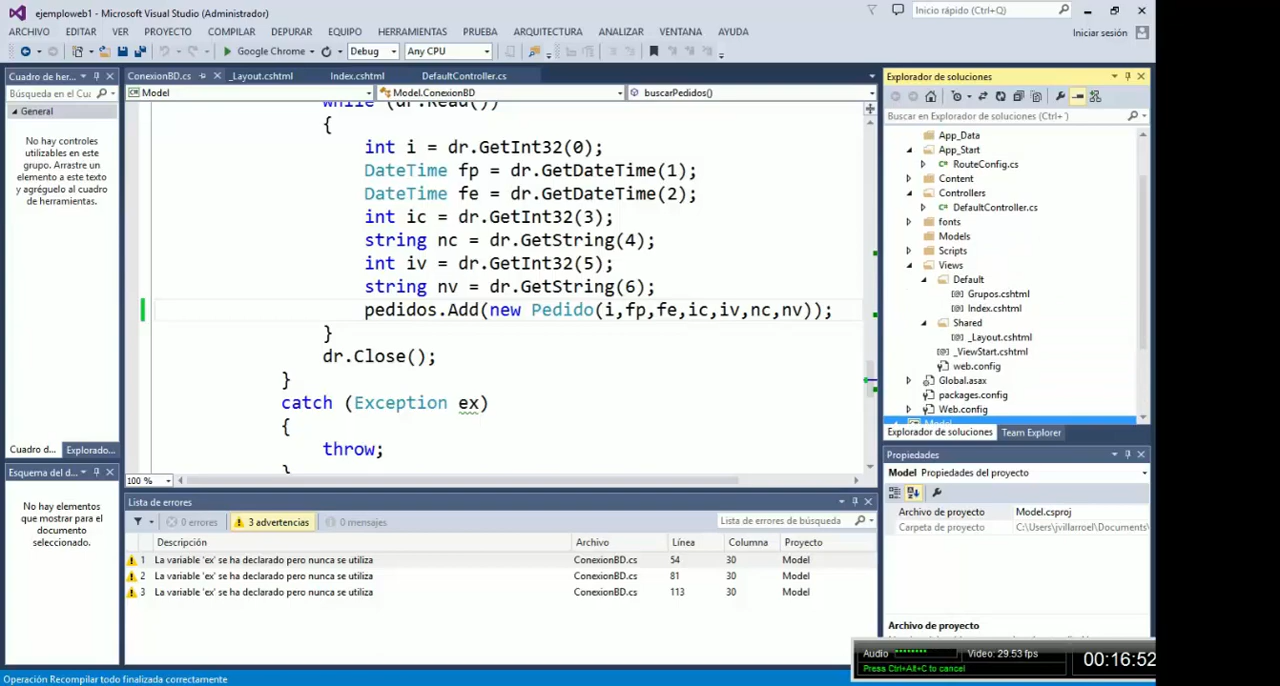 ejemploweb1 - Microsoft Visual Studio (Administrador)
Inicio rápido (Ctrl+Q)
ARCHIVO EDITAR VER PROYECTO COMPILAR DEPURAR EQUIPO HERRAMIENTAS PRUEBA ARQUITECTURA ANALIZAR VENTANA AYUDA
Iniciar sesión
Google Chrome Debug Any CPU
Cuadro de her...
ConexionBD.cs _Layout.cshtml Index.cshtml DefaultController.cs
Explorador de soluciones
Búsqueda en el Cu
Model Model.ConexionBD buscarPedidos()
General
No hay controles
utilizables en este
grupo. Arrastre un
elemento a este texto
y agréguelo al cuadro
de herramientas.
while (dr.Read())
{
int i = dr.GetInt32(0);
DateTime fp = dr.GetDateTime(1);
DateTime fe = dr.GetDateTime(2);
int ic = dr.GetInt32(3);
string nc = dr.GetString(4);
int iv = dr.GetInt32(5);
string nv = dr.GetString(6);
pedidos.Add(new Pedido(i,fp,fe,ic,iv,nc,nv));
}
dr.Close();
}
catch (Exception ex)
{
throw;
}
100 %
Buscar en Explorador de soluciones (Ctrl+´)
App_Data
App_Start
RouteConfig.cs
Content
Controllers
DefaultController.cs
fonts
Models
Scripts
Views
Default
Grupos.cshtml
Index.cshtml
Shared
_Layout.cshtml
_ViewStart.cshtml
web.config
Global.asax
packages.config
Web.config
Model
Explorador de soluciones Team Explorer
Cuadro d... Explorado...
Esquema del d...
No hay elementos
que mostrar para el
documento
seleccionado.
Lista de errores
0 errores 3 advertencias 0 mensajes
Lista de errores de búsqueda
Descripción Archivo Línea Columna Proyecto
1 La variable 'ex' se ha declarado pero nunca se utiliza ConexionBD.cs 54 30 Model
2 La variable 'ex' se ha declarado pero nunca se utiliza ConexionBD.cs 81 30 Model
3 La variable 'ex' se ha declarado pero nunca se utiliza ConexionBD.cs 113 30 Model
Propiedades
Model Propiedades del proyecto
Archivo de proyecto Model.csproj
Carpeta de proyecto C:\Users\jvillarroel\Documents\
Archivo de proyecto
Audio Video: 29.53 fps
Press Ctrl+Alt+C to cancel
00:16:52
Operación Recompilar todo finalizada correctamente